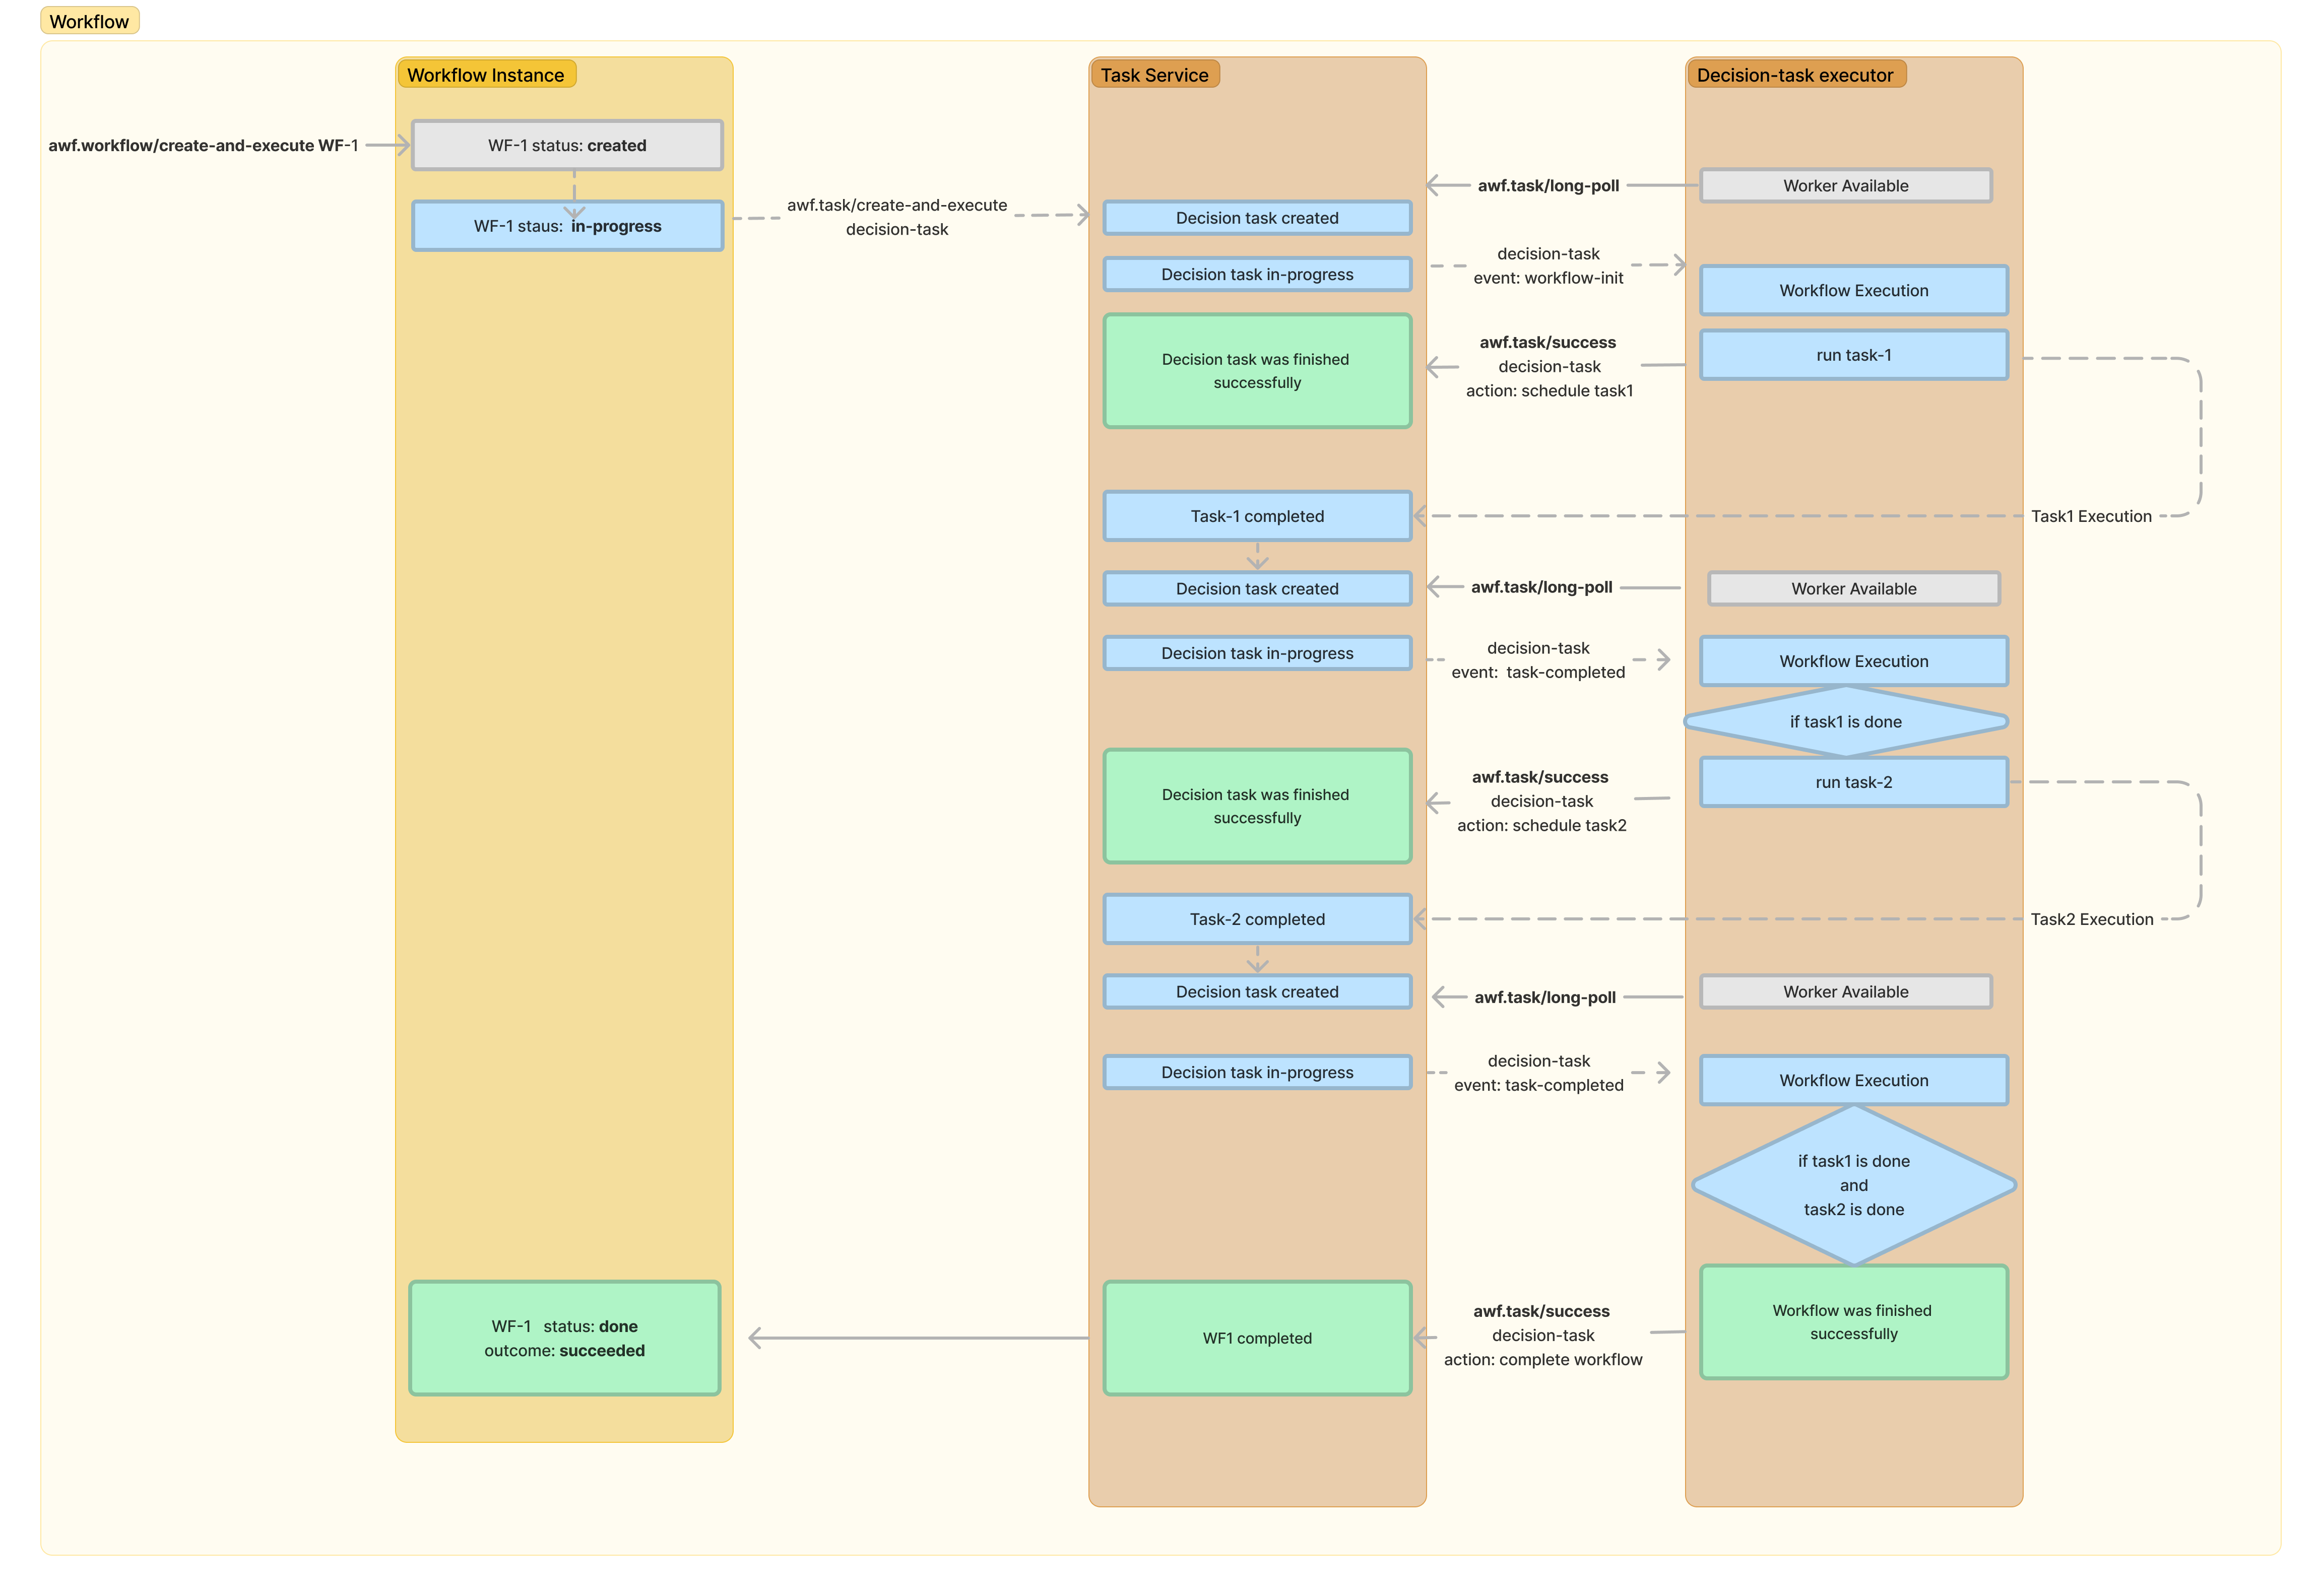 Workflow
Workflow Instance
Task Service
Decision-task executor
awf.workflow/create-and-execute WF-1
WF-1 status: created
awf.task/long-poll
Worker Available
WF-1 staus: in-progress
awf.task/create-and-execute
decision-task
Decision task created
Decision task in-progress
decision-task
event: workflow-init
Workflow Execution
Decision task was finished
successfully
awf.task/success
decision-task
action: schedule task1
run task-1
Task-1 completed
Task1 Execution
Decision task created
awf.task/long-poll
Worker Available
Decision task in-progress
decision-task
event: task-completed
Workflow Execution
if task1 is done
Decision task was finished
successfully
awf.task/success
decision-task
action: schedule task2
run task-2
Task-2 completed
Task2 Execution
Decision task created
awf.task/long-poll
Worker Available
Decision task in-progress
decision-task
event: task-completed
Workflow Execution
if task1 is done
and
task2 is done
WF-1 status: done
outcome: succeeded
WF1 completed
awf.task/success
decision-task
action: complete workflow
Workflow was finished
successfully